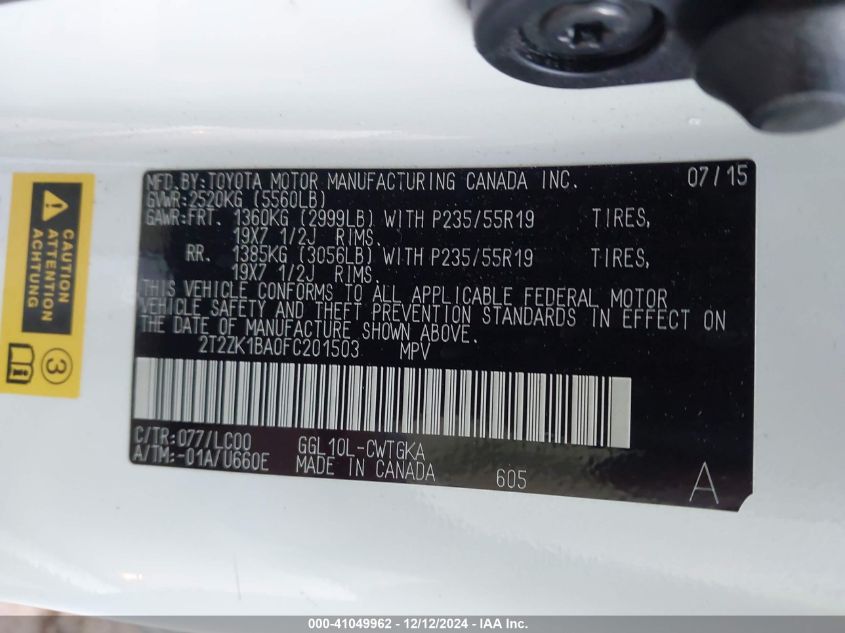 CAUTION
ATTENTION
ACHTUNG
3
MFD.BY:TOYOTA MOTOR MANUFACTURING CANADA INC. 07/15
GVWR:2520KG (5560LB)
GAWR:FRT. 1360KG (2999LB) WITH P235/55R19 TIRES,
19X7 1/2J RIMS.
RR. 1385KG (3056LB) WITH P235/55R19 TIRES,
19X7 1/2J RIMS.
THIS VEHICLE CONFORMS TO ALL APPLICABLE FEDERAL MOTOR
VEHICLE SAFETY AND THEFT PREVENTION STANDARDS IN EFFECT ON
THE DATE OF MANUFACTURE SHOWN ABOVE.
2T2ZK1BA0FC201503 MPV
C/TR:077/LC00 GGL10L-CWTGKA
A/TM:-01A/U660E MADE IN CANADA 605
A
000-41049962 - 12/12/2024 - IAA Inc.